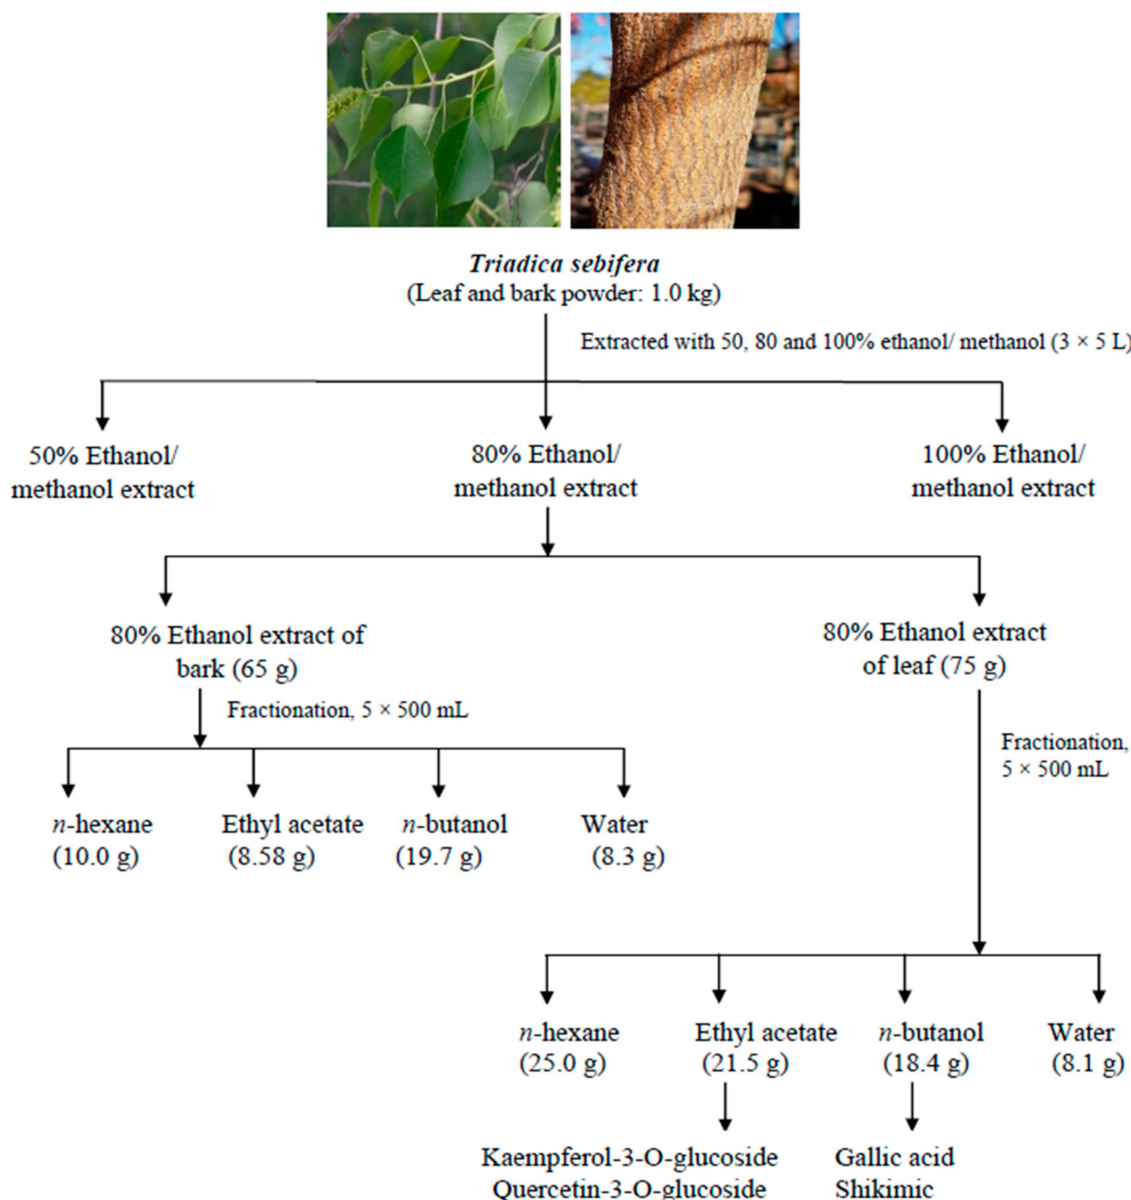 Triadica sebifera
(Leaf and bark powder: 1.0 kg)
Extracted with 50, 80 and 100% ethanol/ methanol (3 × 5 L)
50% Ethanol/
methanol extract
80% Ethanol/
methanol extract
100% Ethanol/
methanol extract
80% Ethanol extract of
bark (65 g)
80% Ethanol extract
of leaf (75 g)
Fractionation, 5 × 500 mL
Fractionation,
5 × 500 mL
n-hexane
(10.0 g)
Ethyl acetate
(8.58 g)
n-butanol
(19.7 g)
Water
(8.3 g)
n-hexane
(25.0 g)
Ethyl acetate
(21.5 g)
n-butanol
(18.4 g)
Water
(8.1 g)
Kaempferol-3-O-glucoside
Quercetin-3-O-glucoside
Gallic acid
Shikimic